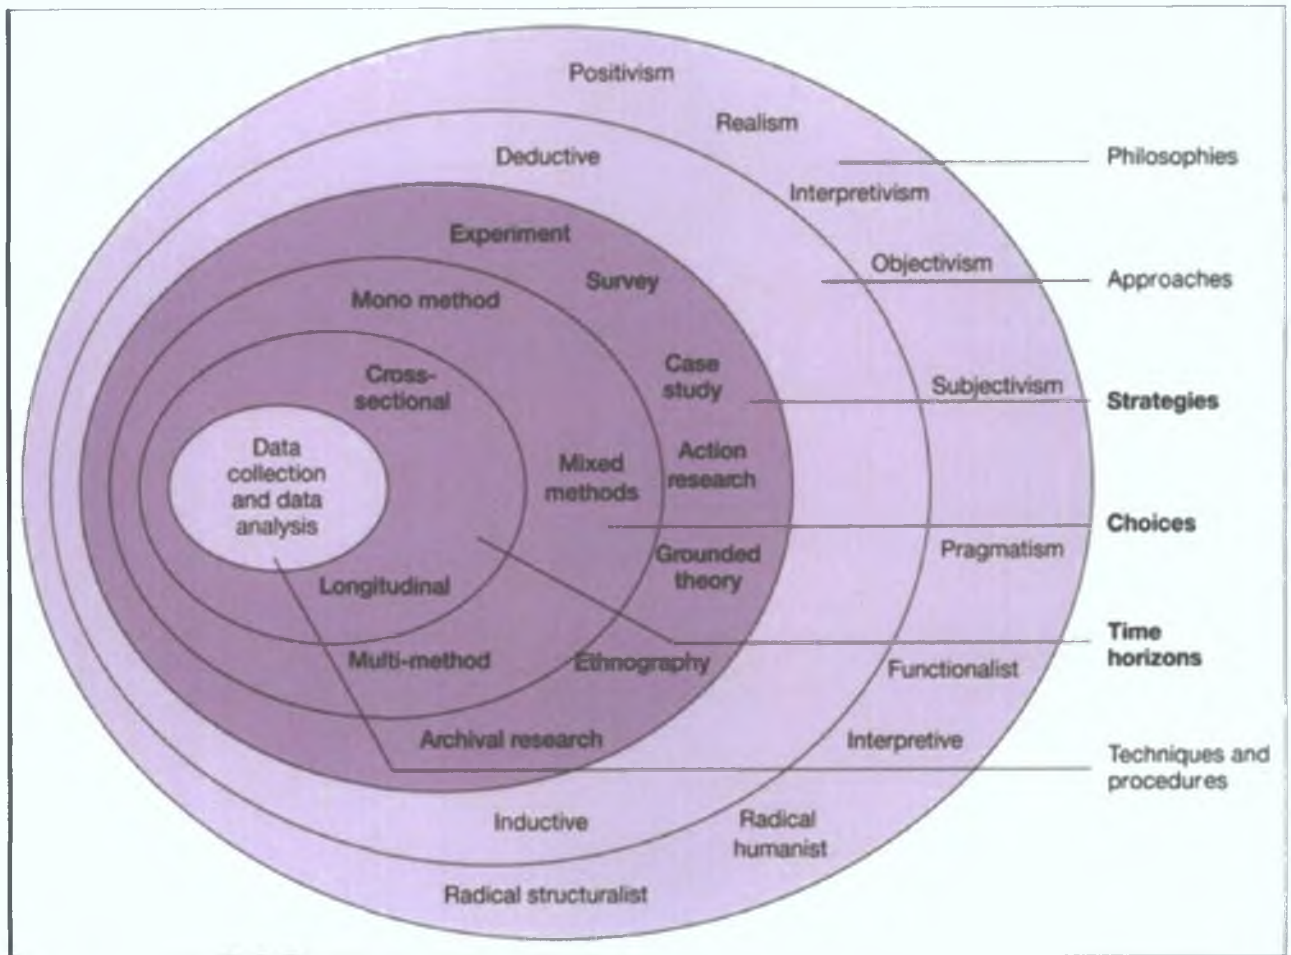 Positivism
Realism
Philosophies
Deductive
Interpretivism
Experiment
Objectivism
Survey
Approaches
Mono method
Case
study
Cross-
sectional
Subjectivism
Strategies
Data
collection
and data
analysis
Mixed
methods
Action
research
Choices
Grounded
theory
Pragmatism
Longitudinal
Time
horizons
Multi-method
Ethnography
Functionalist
Archival research
Interpretive
Techniques and
procedures
Inductive
Radical
humanist
Radical structuralist